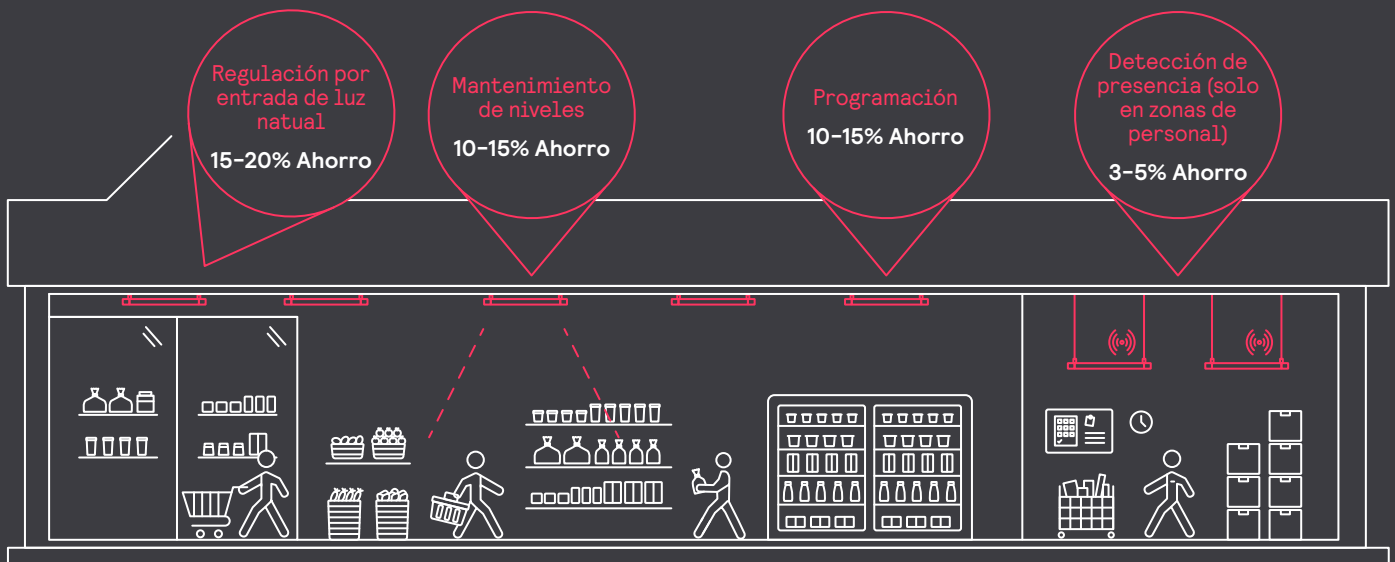 Regulación por
entrada de luz
natual
15-20% Ahorro
Mantenimiento
de niveles
10-15% Ahorro
Programación
10-15% Ahorro
Detección de
presencia (solo
en zonas de
personal)
3-5% Ahorro